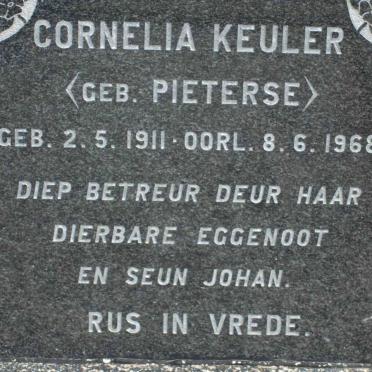 CORNELIA KEULER
〈GEB. PIETERSE〉
GEB. 2. 5. 1911 · OORL. 8. 6. 1968
DIEP BETREUR DEUR HAAR
DIERBARE EGGENOOT
EN SEUN JOHAN.
RUS IN VREDE.